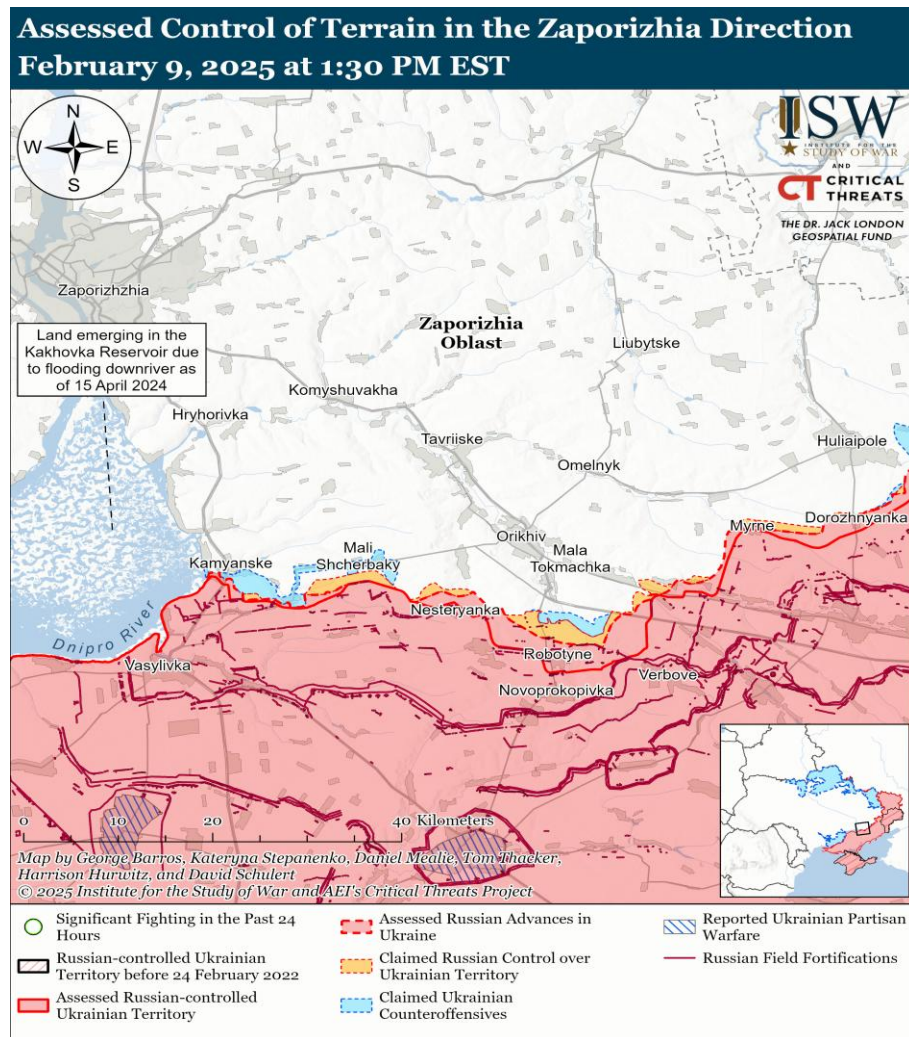 Assessed Control of Terrain in the Zaporizhia Direction
February 9, 2025 at 1:30 PM EST
N
W
E
S
ISW
INSTITUTE FOR THE
STUDY OF WAR
AND
CT CRITICAL
THREATS
THE DR. JACK LONDON
GEOSPATIAL FUND
Zaporizhzhia
Land emerging in the
Kakhovka Reservoir due
to flooding downriver as
of 15 April 2024
Zaporizhia
Oblast
Liubytske
Komyshuvakha
Hryhorivka
Tavriiske
Huliaipole
Omelnyk
Orikhiv
Myrne
Dorozhnyanka
Kamyanske
Mali
Shcherbaky
Mala
Tokmachka
Nesteryanka
Dnipro River
Robotyne
Vasylivka
Verbove
Novoprokopivka
0
10
20
40 Kilometers
Map by George Barros, Kateryna Stepanenko, Daniel Mealie, Tom Thacker,
Harrison Hurwitz, and David Schulert
© 2025 Institute for the Study of War and AEI's Critical Threats Project
Significant Fighting in the Past 24
Hours
Russian-controlled Ukrainian
Territory before 24 February 2022
Assessed Russian-controlled
Ukrainian Territory
Assessed Russian Advances in
Ukraine
Claimed Russian Control over
Ukrainian Territory
Claimed Ukrainian
Counteroffensives
Reported Ukrainian Partisan
Warfare
Russian Field Fortifications